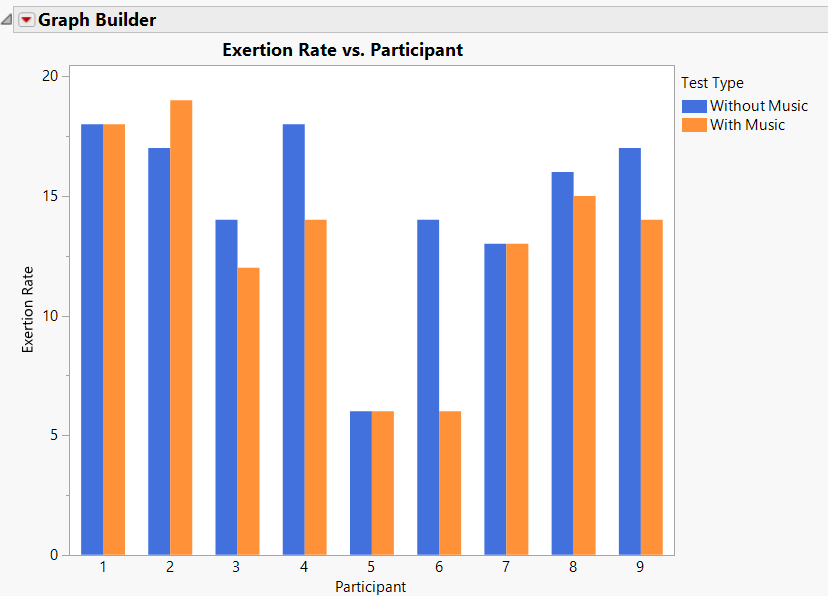 Graph Builder
Exertion Rate vs. Participant
Test Type
Without Music
With Music
20
15
10
5
0
Exertion Rate
1 2 3 4 5 6 7 8 9
Participant